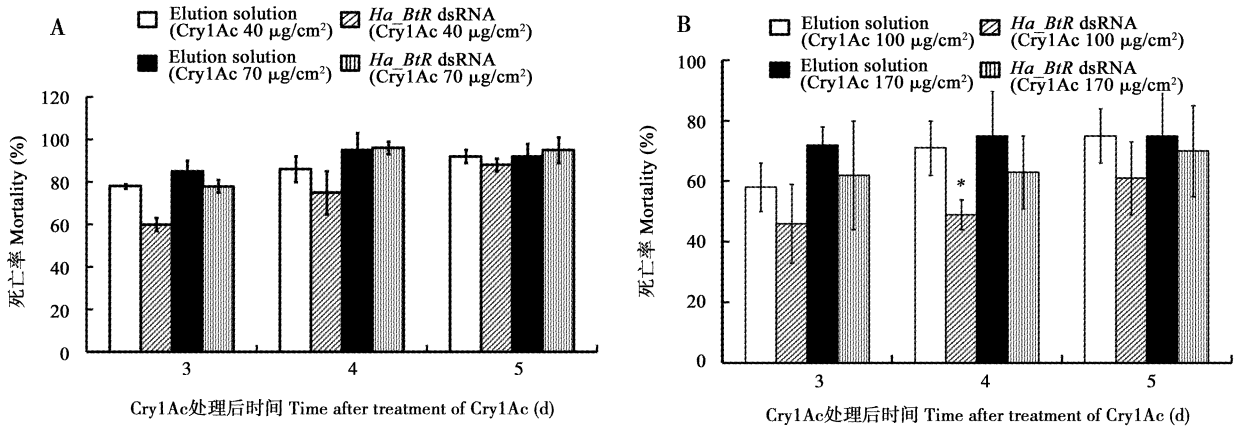 A
Elution solution
(Cry1Ac 40 μg/cm²)
Ha_BtR dsRNA
(Cry1Ac 40 μg/cm²)
Elution solution
(Cry1Ac 70 μg/cm²)
Ha_BtR dsRNA
(Cry1Ac 70 μg/cm²)
死亡率 Mortality (%)
120
100
80
60
40
20
0
3
4
5
Cry1Ac处理后时间 Time after treatment of Cry1Ac (d)
B
Elution solution
(Cry1Ac 100 μg/cm²)
Ha_BtR dsRNA
(Cry1Ac 100 μg/cm²)
Elution solution
(Cry1Ac 170 μg/cm²)
Ha_BtR dsRNA
(Cry1Ac 170 μg/cm²)
死亡率 Mortality (%)
100
80
60
40
20
0
*
3
4
5
Cry1Ac处理后时间 Time after treatment of Cry1Ac (d)